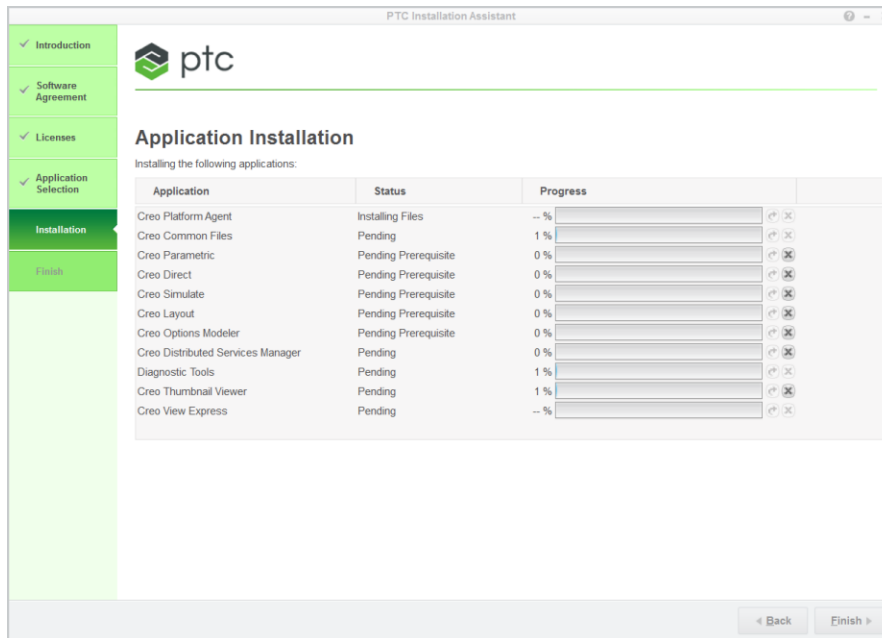 PTC Installation Assistant
Introduction
Software
Agreement
Licenses
Application
Selection
Installation
Finish
ptc
Application Installation
Installing the following applications:
Application Status Progress
Creo Platform Agent Installing Files -- %
Creo Common Files Pending 1 %
Creo Parametric Pending Prerequisite 0 %
Creo Direct Pending Prerequisite 0 %
Creo Simulate Pending Prerequisite 0 %
Creo Layout Pending Prerequisite 0 %
Creo Options Modeler Pending Prerequisite 0 %
Creo Distributed Services Manager Pending 0 %
Diagnostic Tools Pending 1 %
Creo Thumbnail Viewer Pending 1 %
Creo View Express Pending -- %
Back Finish